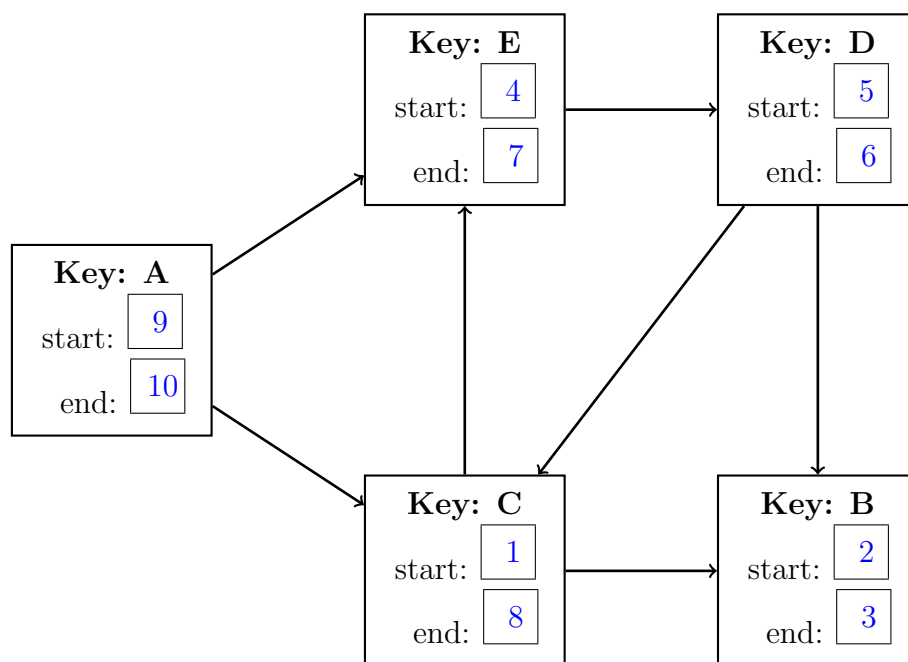 Key: E
start: 4
end: 7
Key: D
start: 5
end: 6
Key: A
start: 9
end: 10
Key: C
start: 1
end: 8
Key: B
start: 2
end: 3